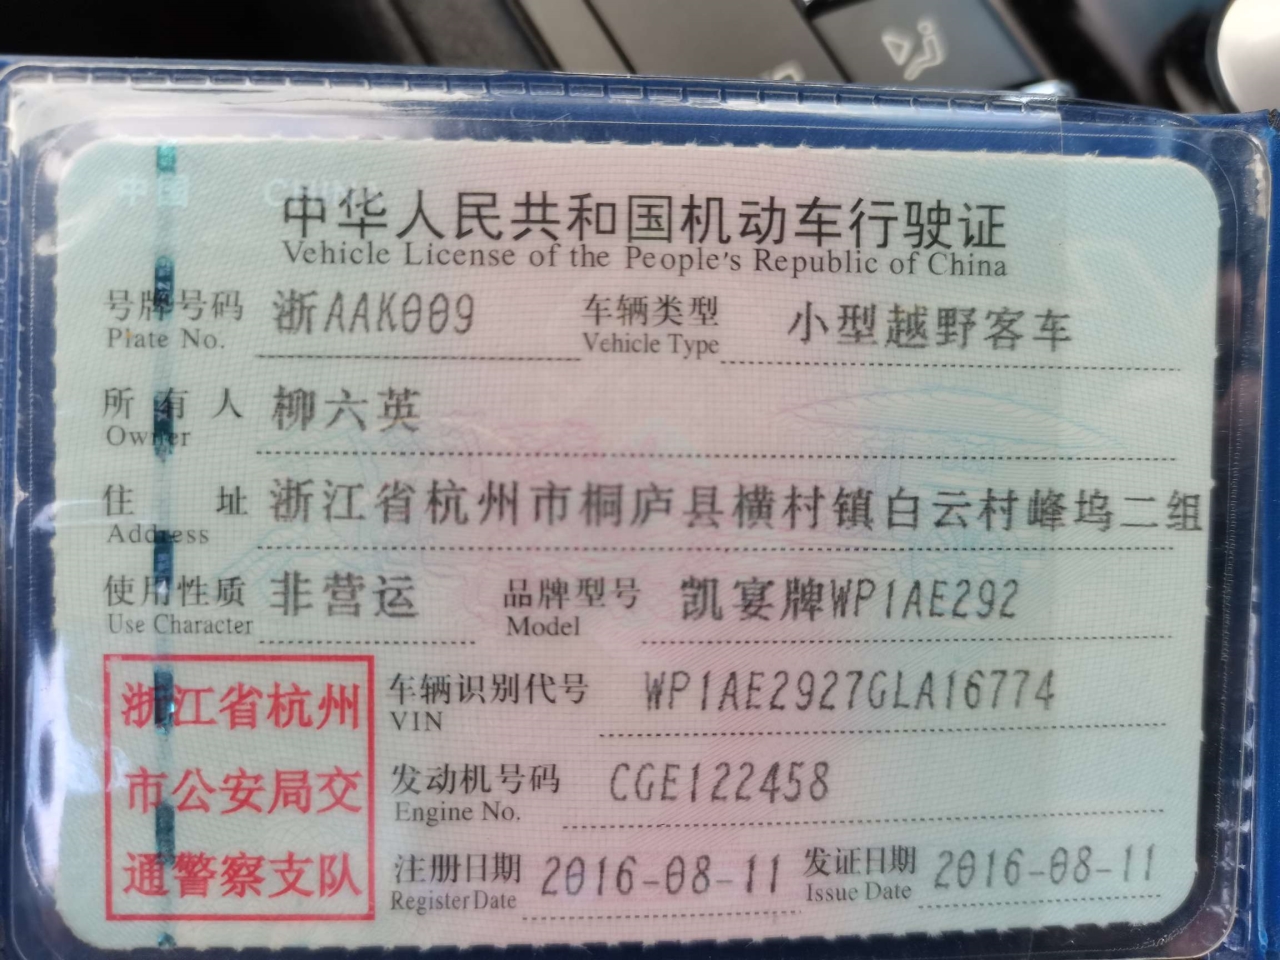 中国 CHINA
中华人民共和国机动车行驶证
Vehicle License of the People's Republic of China
号牌号码 浙AAK009 车辆类型 小型越野客车
Plate No. Vehicle Type
所有人 柳六英
Owner
住址 浙江省杭州市桐庐县横村镇白云村峰坞二组
Address
使用性质 非营运 品牌型号 凯宴牌WP1AE292
Use Character Model
浙江省杭州
市公安局交
通警察支队
车辆识别代号 WP1AE2927GLA16774
VIN
发动机号码 CGE122458
Engine No.
注册日期 2016-08-11 发证日期 2016-08-11
Register Date Issue Date